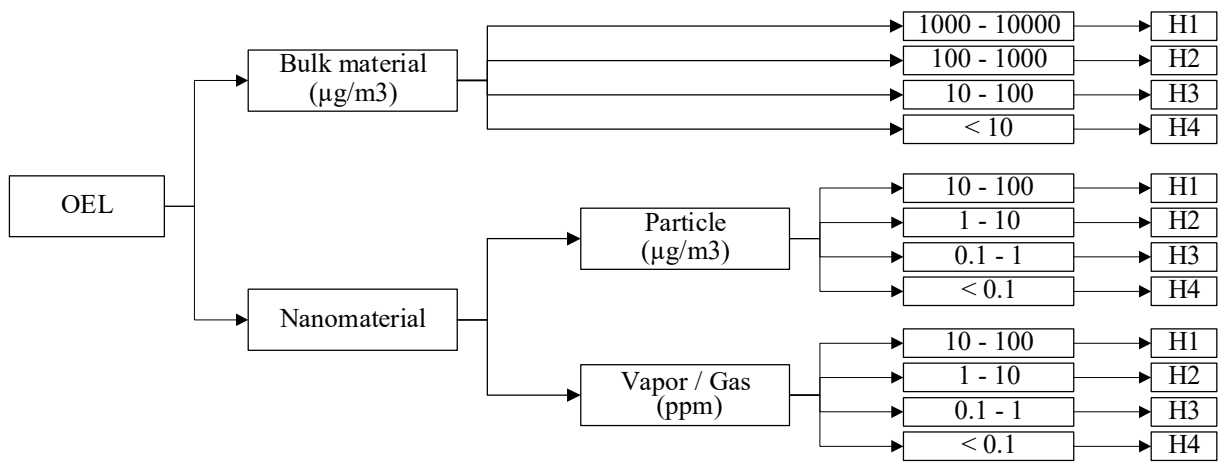 OEL
Bulk material
(µg/m3)
1000 - 10000
H1
100 - 1000
H2
10 - 100
H3
< 10
H4
Nanomaterial
Particle
(µg/m3)
10 - 100
H1
1 - 10
H2
0.1 - 1
H3
< 0.1
H4
Vapor / Gas
(ppm)
10 - 100
H1
1 - 10
H2
0.1 - 1
H3
< 0.1
H4